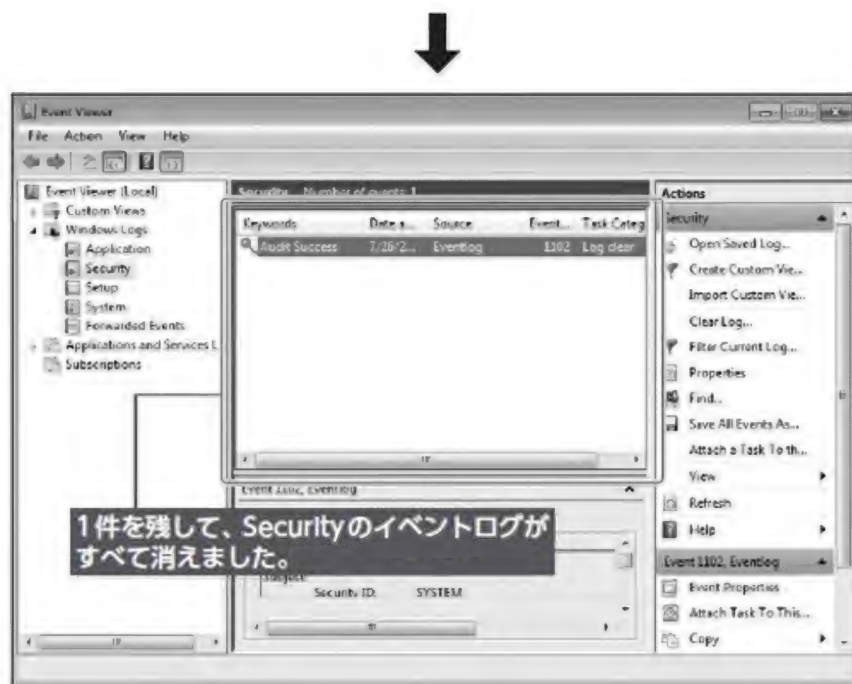 Event Viewer
File Action View Help
Event Viewer (Local)
Custom Views
Windows Logs
Application
Security
Setup
System
Forwarded Events
Applications and Services L
Subscriptions
Security Number of events: 1
Keywords Date a... Source Event... Task Categ
Audit Success 7/26/2... Eventlog 1102 Log clear
Event 1102, Eventlog
1件を残して、Securityのイベントログが
すべて消えました。
Subject:
Security ID: SYSTEM
Actions
Security
Open Saved Log...
Create Custom Vie...
Import Custom Vie...
Clear Log...
Filter Current Log...
Properties
Find...
Save All Events As...
Attach a Task To th...
View
Refresh
Help
Event 1102, Eventlog
Event Properties
Attach Task To This...
Copy